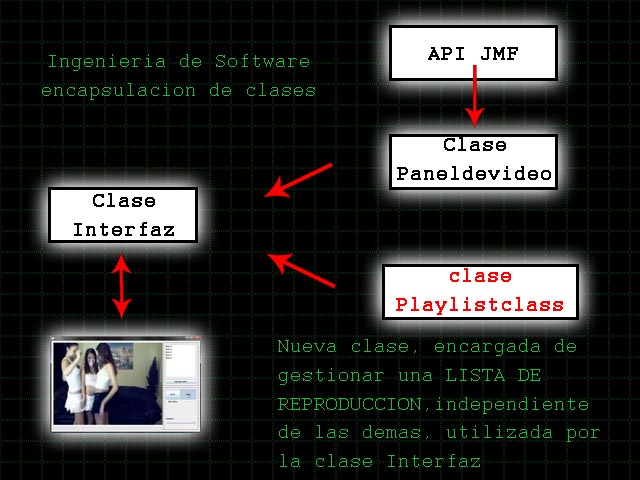 Ingenieria de Software
encapsulacion de clases
API JMF
Clase
Paneldevideo
Clase
Interfaz
clase
Playlistclass
Nueva clase, encargada de
gestionar una LISTA DE
REPRODUCCION,independiente
de las demas, utilizada por
la clase Interfaz